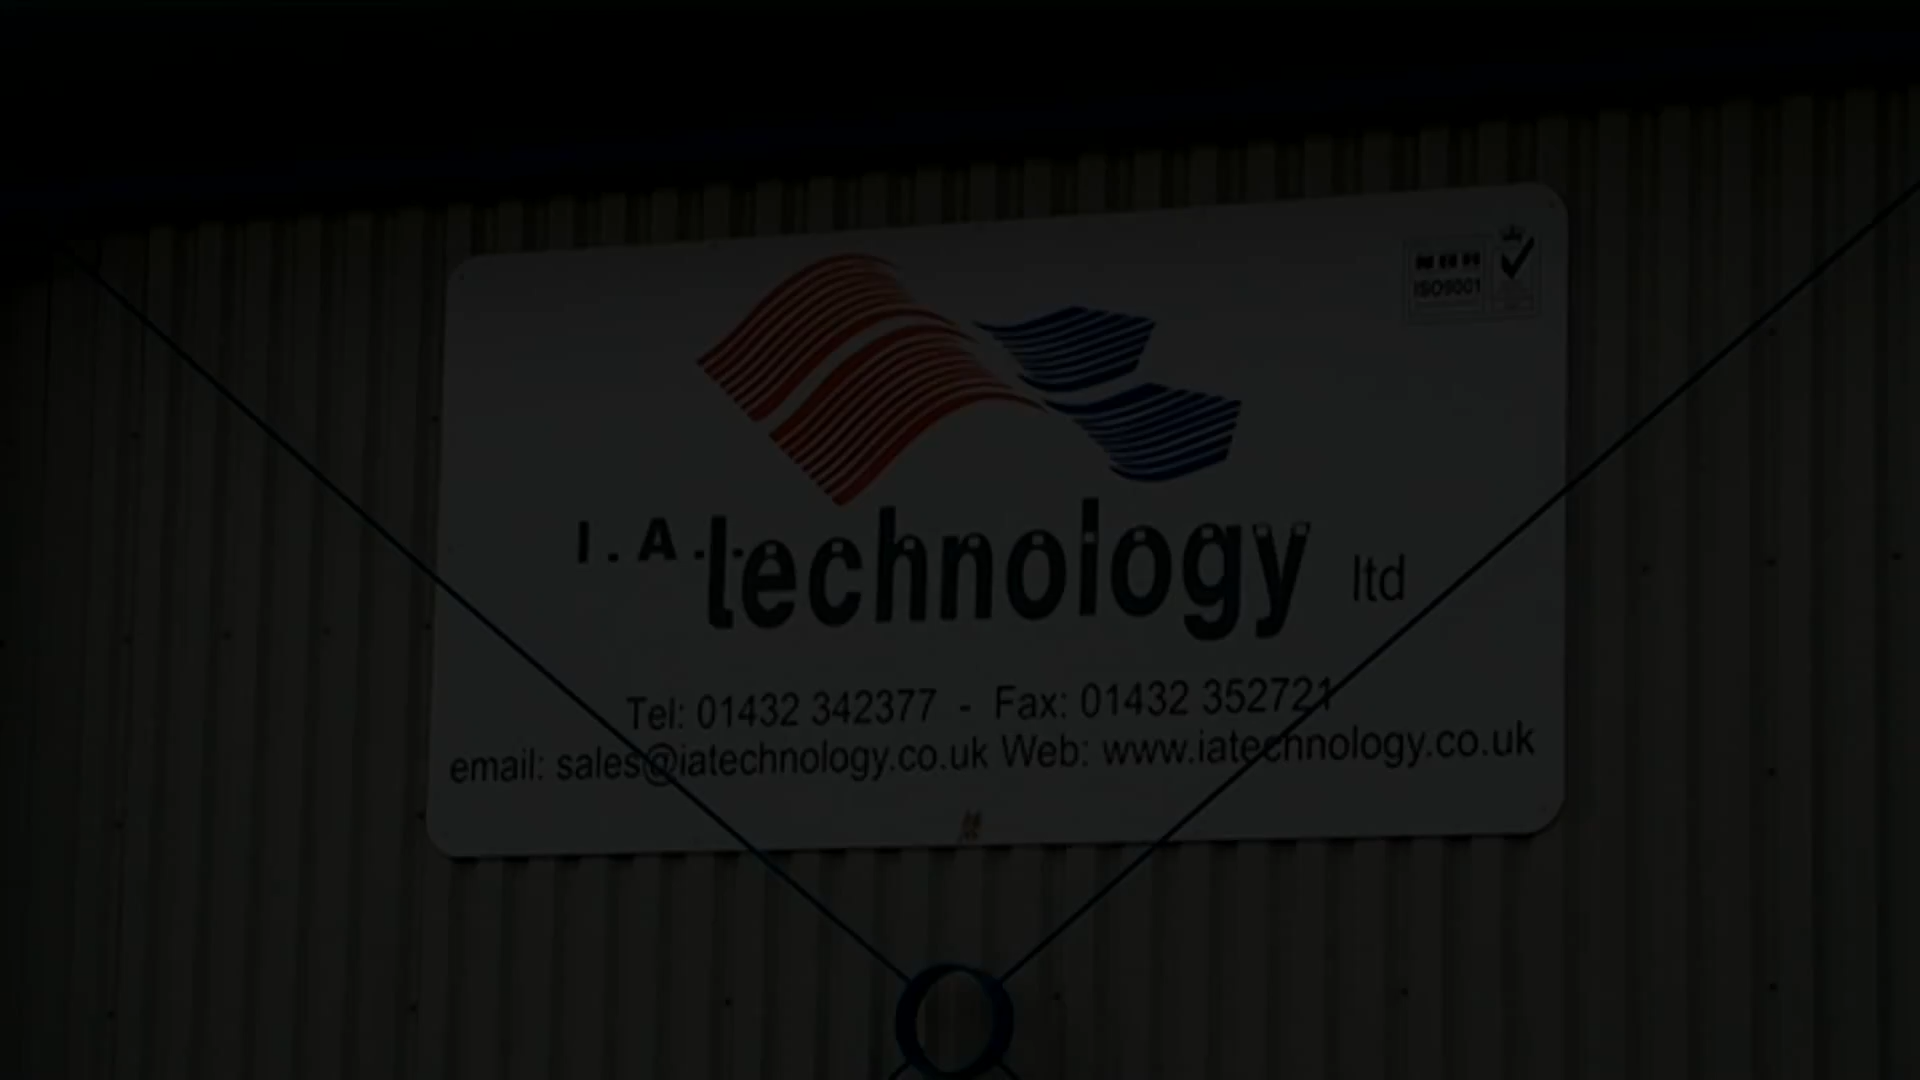 ISO9001
I.A. technology ltd
Tel: 01432 342377 - Fax: 01432 352721
email: sales@iatechnology.co.uk Web: www.iatechnology.co.uk